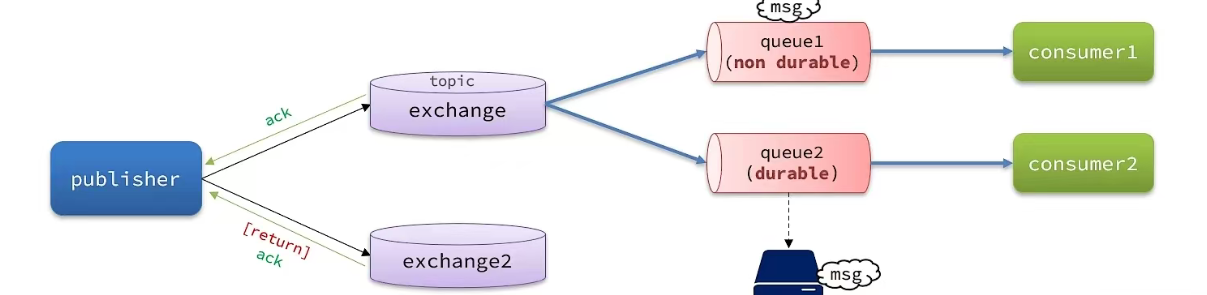 msg
queue1
(non durable)
consumer1
topic
exchange
ack
publisher
queue2
(durable)
consumer2
[return]
ack
exchange2
msg